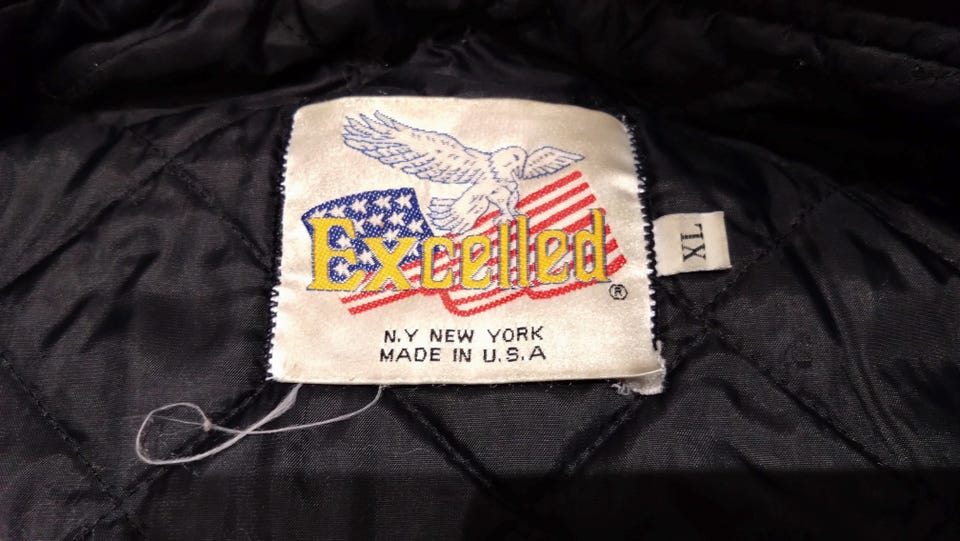 Excelled®
XL
N.Y NEW YORK
MADE IN U.S.A